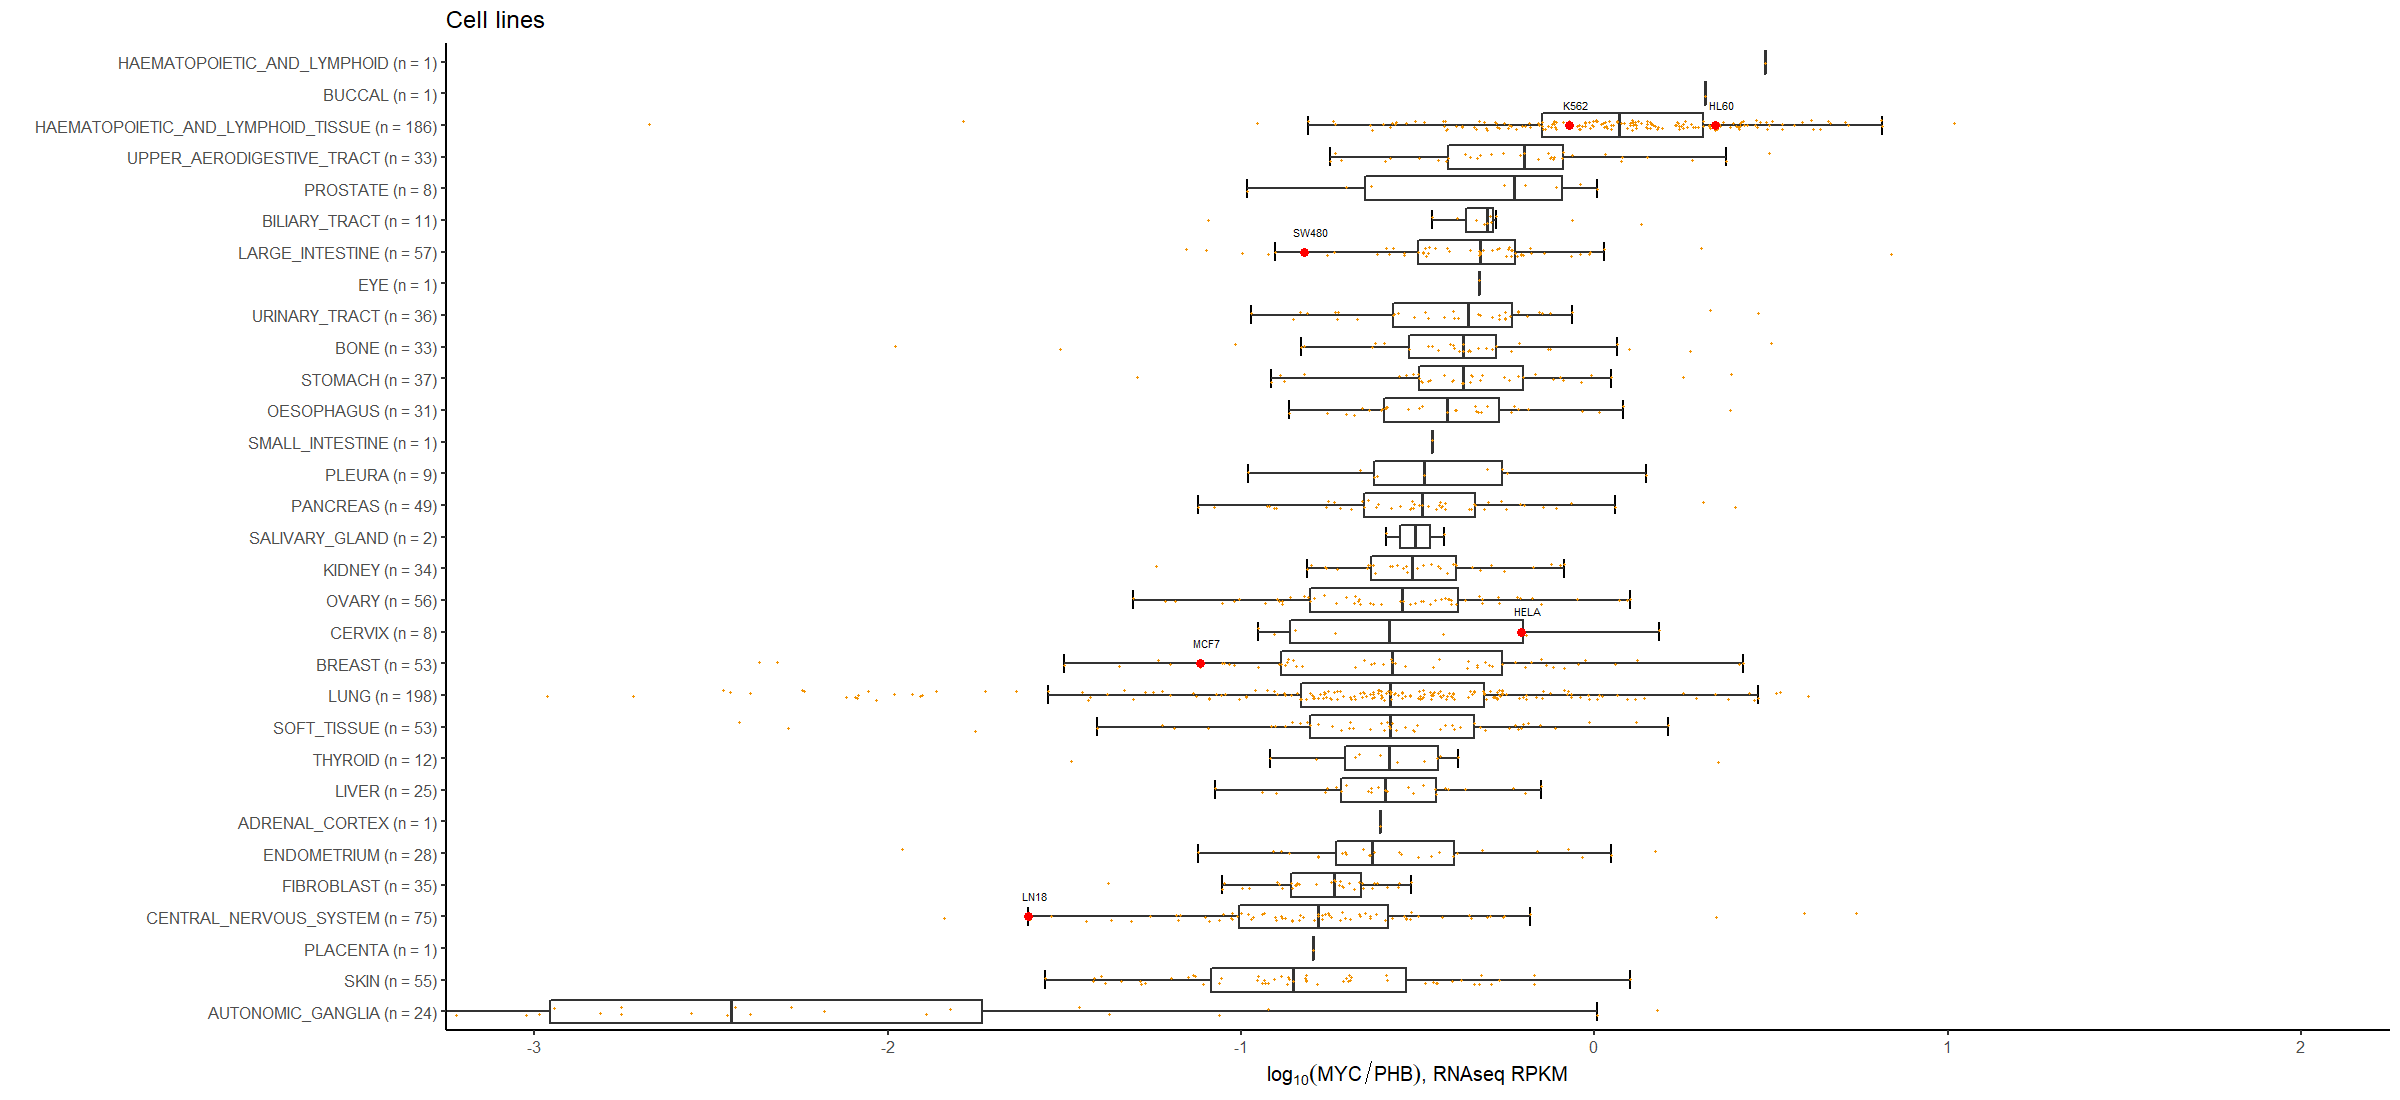 Cell lines
HAEMATOPOIETIC_AND_LYMPHOID (n = 1)
BUCCAL (n = 1)
K562
HL60
HAEMATOPOIETIC_AND_LYMPHOID_TISSUE (n = 186)
UPPER_AERODIGESTIVE_TRACT (n = 33)
PROSTATE (n = 8)
BILIARY_TRACT (n = 11)
SW480
LARGE_INTESTINE (n = 57)
EYE (n = 1)
URINARY_TRACT (n = 36)
BONE (n = 33)
STOMACH (n = 37)
OESOPHAGUS (n = 31)
SMALL_INTESTINE (n = 1)
PLEURA (n = 9)
PANCREAS (n = 49)
SALIVARY_GLAND (n = 2)
KIDNEY (n = 34)
OVARY (n = 56)
HELA
CERVIX (n = 8)
MCF7
BREAST (n = 53)
LUNG (n = 198)
SOFT_TISSUE (n = 53)
THYROID (n = 12)
LIVER (n = 25)
ADRENAL_CORTEX (n = 1)
ENDOMETRIUM (n = 28)
FIBROBLAST (n = 35)
LN18
CENTRAL_NERVOUS_SYSTEM (n = 75)
PLACENTA (n = 1)
SKIN (n = 55)
AUTONOMIC_GANGLIA (n = 24)
-3 -2 -1 0 1 2
log₁₀(MYC/PHB), RNAseq RPKM